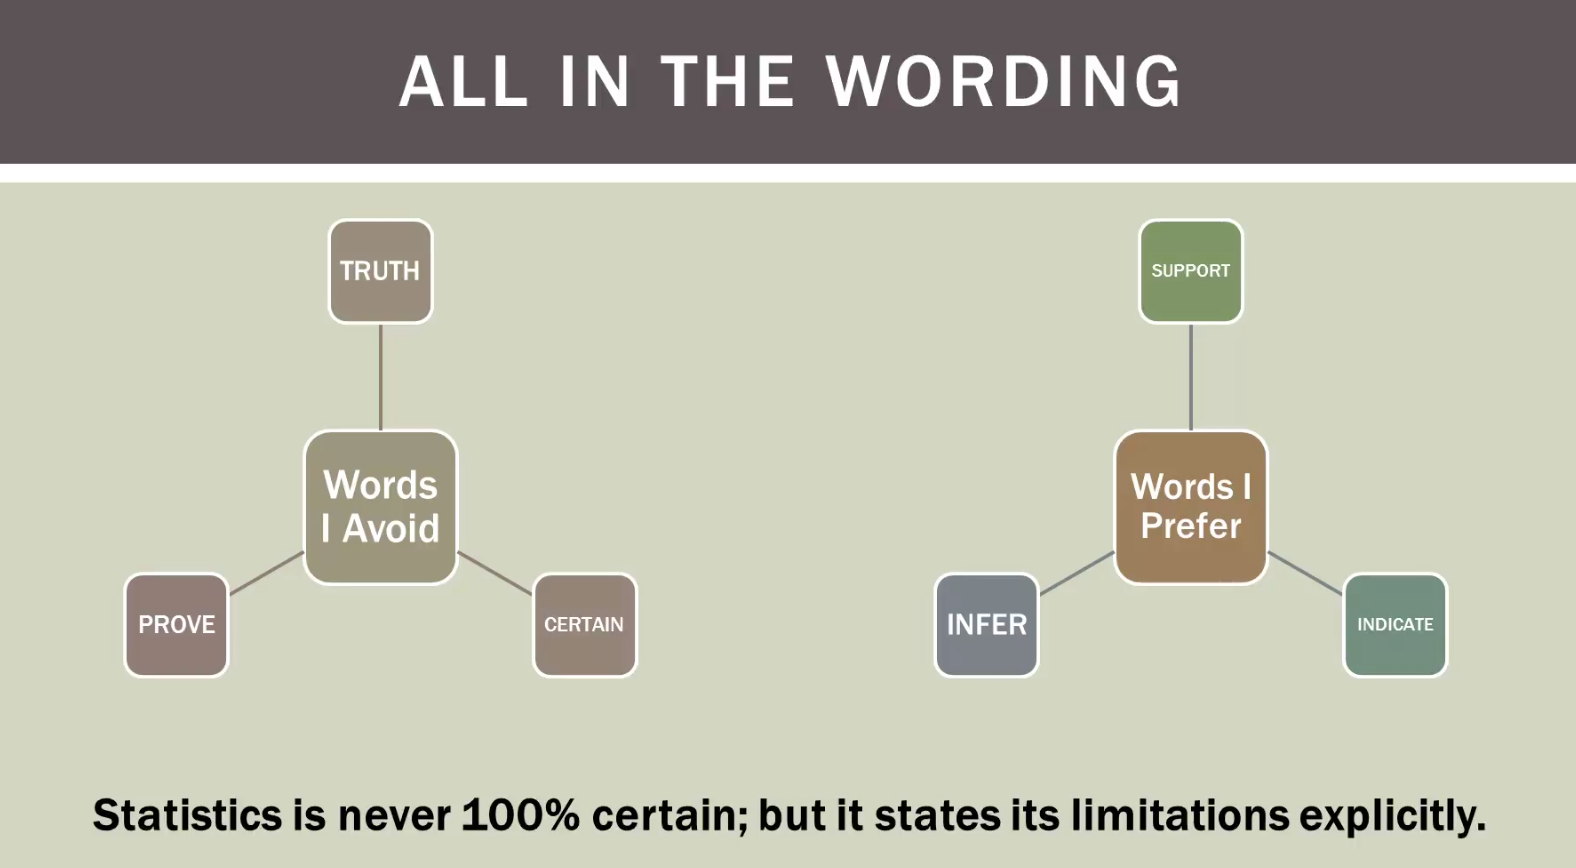 ALL IN THE WORDING
TRUTH
Words
I Avoid
PROVE
CERTAIN
SUPPORT
Words I
Prefer
INFER
INDICATE
Statistics is never 100% certain; but it states its limitations explicitly.